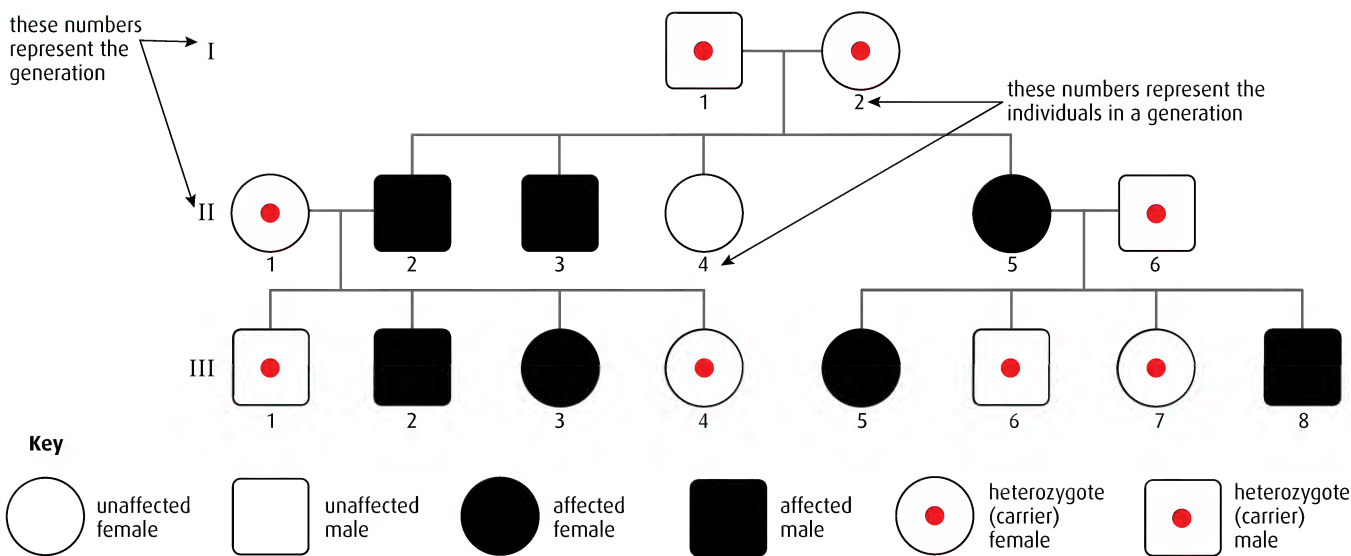 these numbers
represent the
generation
I
1
2
these numbers represent the
individuals in a generation
II
1
2
3
4
5
6
III
1
2
3
4
5
6
7
8
Key
unaffected
female
unaffected
male
affected
female
affected
male
heterozygote
(carrier)
female
heterozygote
(carrier)
male